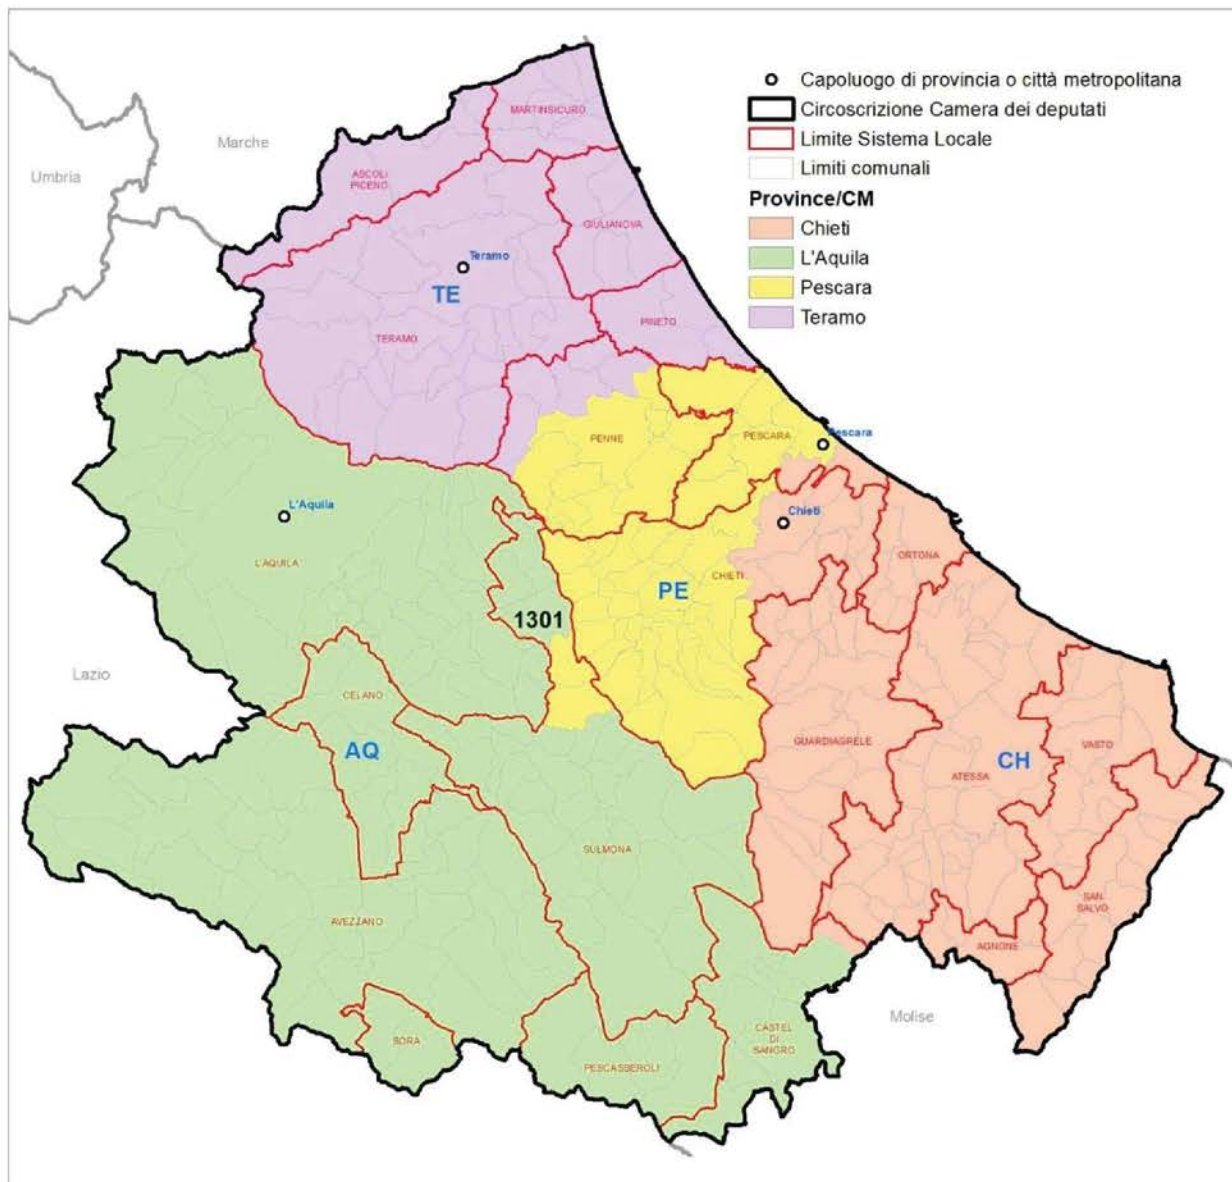 Capoluogo di provincia o città metropolitana
Circoscrizione Camera dei deputati
Limite Sistema Locale
Limiti comunali
Province/CM
Chieti
L'Aquila
Pescara
Teramo
Marche
Umbria
MARTINSICURO
ASCOLI
PICENO
GIULIANOVA
Teramo
TE
PINETO
TERAMO
PENNE
PESCARA
Pescara
L'Aquila
Chieti
ORTONA
L'AQUILA
CHIETI
PE
1301
Lazio
CELANO
AQ
GUARDIAGRELE
VASTO
CH
ATESSA
SULMONA
SAN
SALVO
AVEZZANO
AGNONE
Molise
SORA
CASTEL
DI
SANGRO
PESCASSEROLI